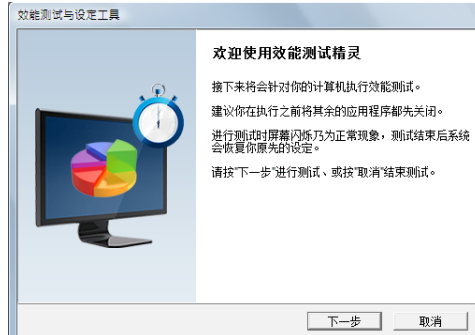 效能测试与设定工具
欢迎使用效能测试精灵
接下来将会针对你的计算机执行效能测试。
建议你在执行之前将其余的应用程序都先关闭。
进行测试时屏幕闪烁乃为正常现象，测试结束后系统
会恢复你原先的设定。
请按"下一步"进行测试、或按"取消"结束测试。
下一步
取消